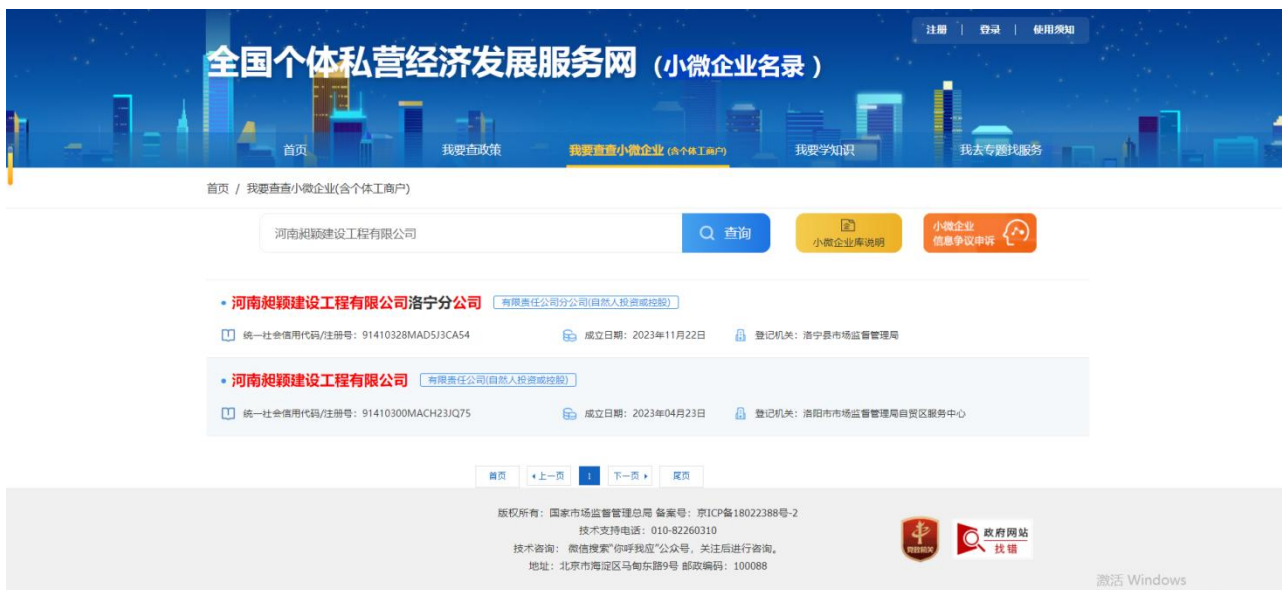 注册 | 登录 | 使用须知
全国个体私营经济发展服务网（小微企业名录）
首页 我要查政策 我要查查小微企业(含个体工商户) 我要学知识 我去专题找服务
首页 / 我要查查小微企业(含个体工商户)
河南昶颖建设工程有限公司 查询 小微企业库说明 小微企业
信息争议申诉
河南昶颖建设工程有限公司洛宁分公司 有限责任公司分公司(自然人投资或控股)
统一社会信用代码/注册号：91410328MAD5J3CA54 成立日期：2023年11月22日 登记机关：洛宁县市场监督管理局
河南昶颖建设工程有限公司 有限责任公司(自然人投资或控股)
统一社会信用代码/注册号：91410300MACH23JQ75 成立日期：2023年04月23日 登记机关：洛阳市市场监督管理局自贸区服务中心
首页 上一页 1 下一页 尾页
版权所有：国家市场监督管理总局 备案号：京ICP备18022388号-2
技术支持电话：010-82260310
技术咨询： 微信搜索“你呼我应”公众号，关注后进行咨询。
地址：北京市海淀区马甸东路9号 邮政编码：100088
党政机关
政府网站
找错
激活 Windows